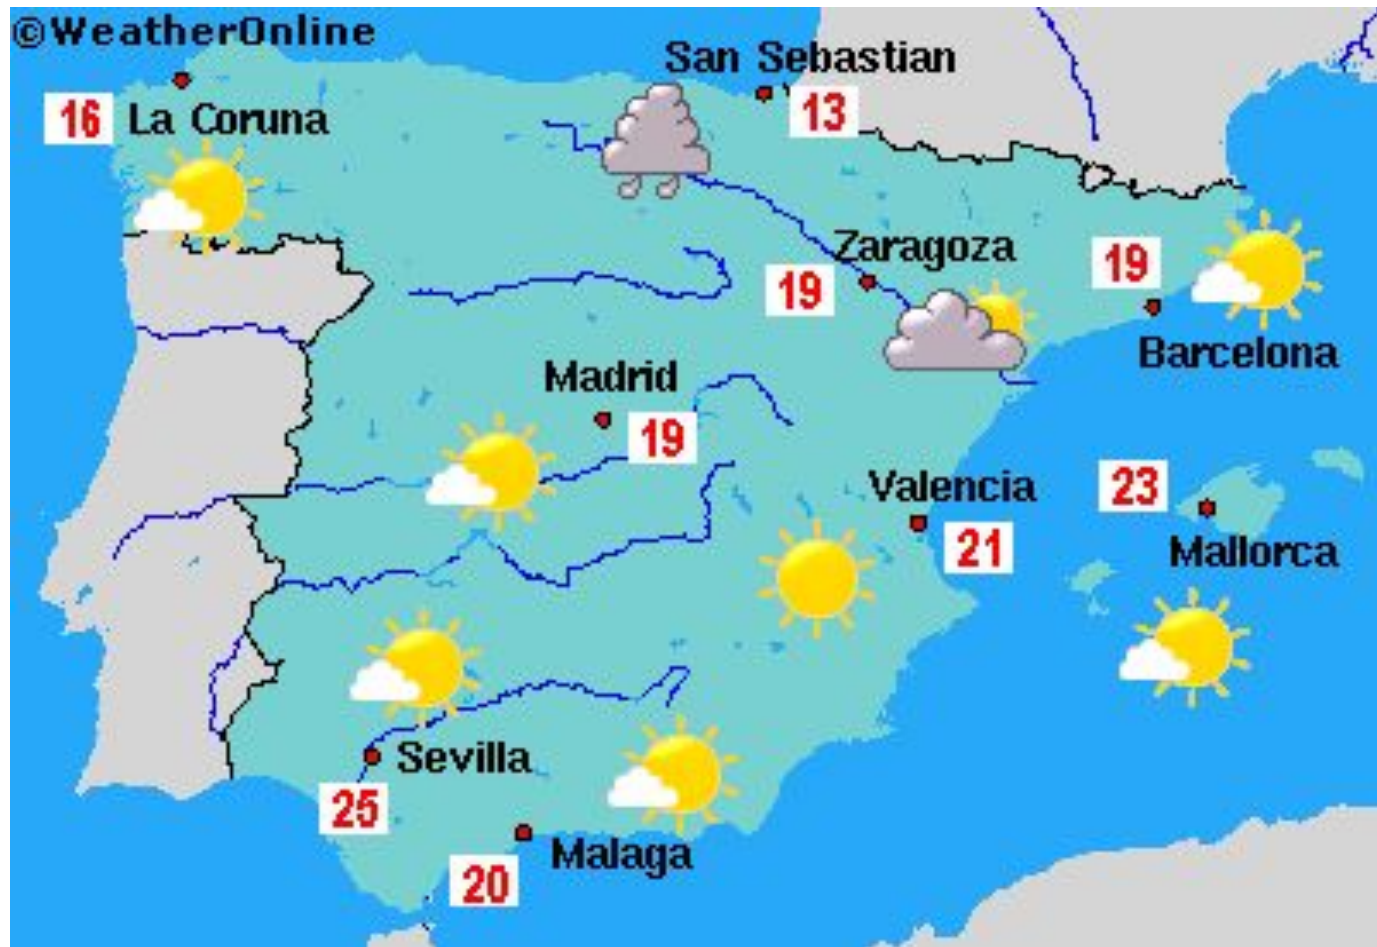 ©WeatherOnline
San Sebastian
13
16
La Coruna
Zaragoza
19
19
Barcelona
Madrid
19
Valencia
21
23
Mallorca
Sevilla
25
Malaga
20